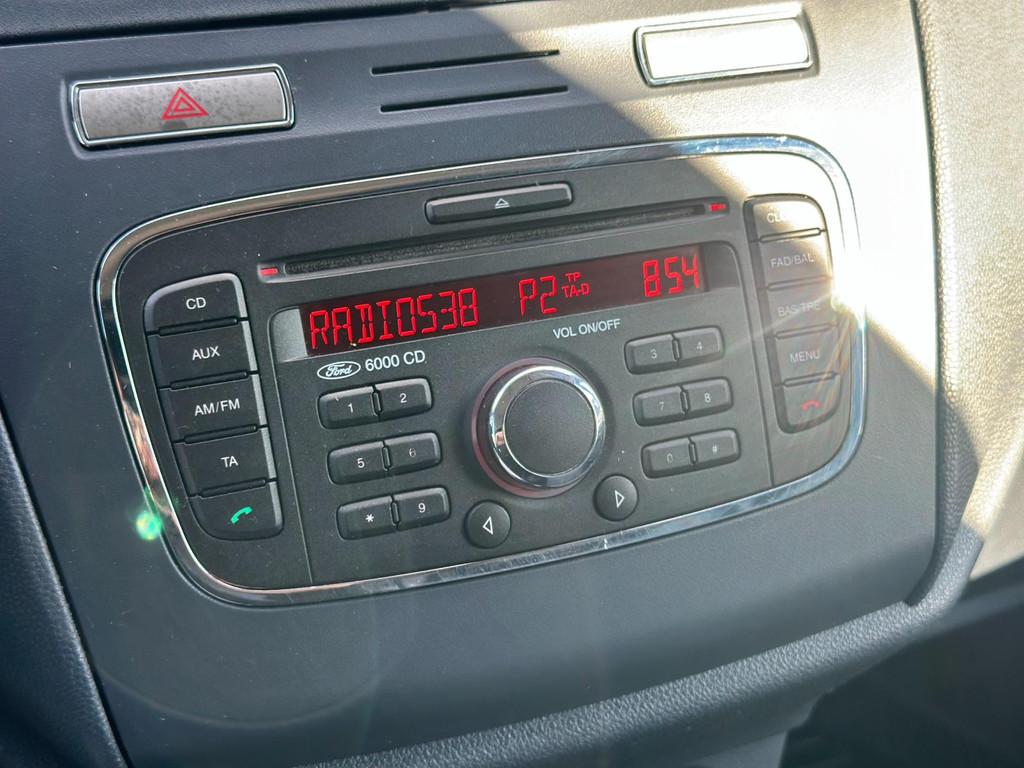 RADIO538 P2 TP TA-D 854
Ford 6000 CD
VOL ON/OFF
CD
AUX
AM/FM
TA
1 2
5 6
* 9
3 4
7 8
0 #
FAD/BAL
BAS/TRE
MENU